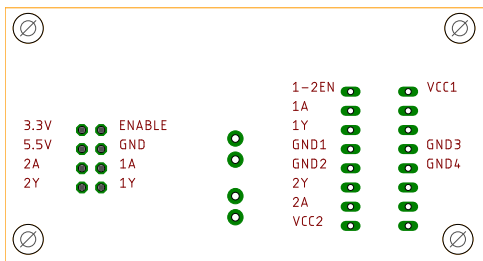 1-2EN VCC1
1A
1Y
3.3V ENABLE
5.5V GND GND1 GND3
2A 1A GND2 GND4
2Y 1Y 2Y
2A
VCC2